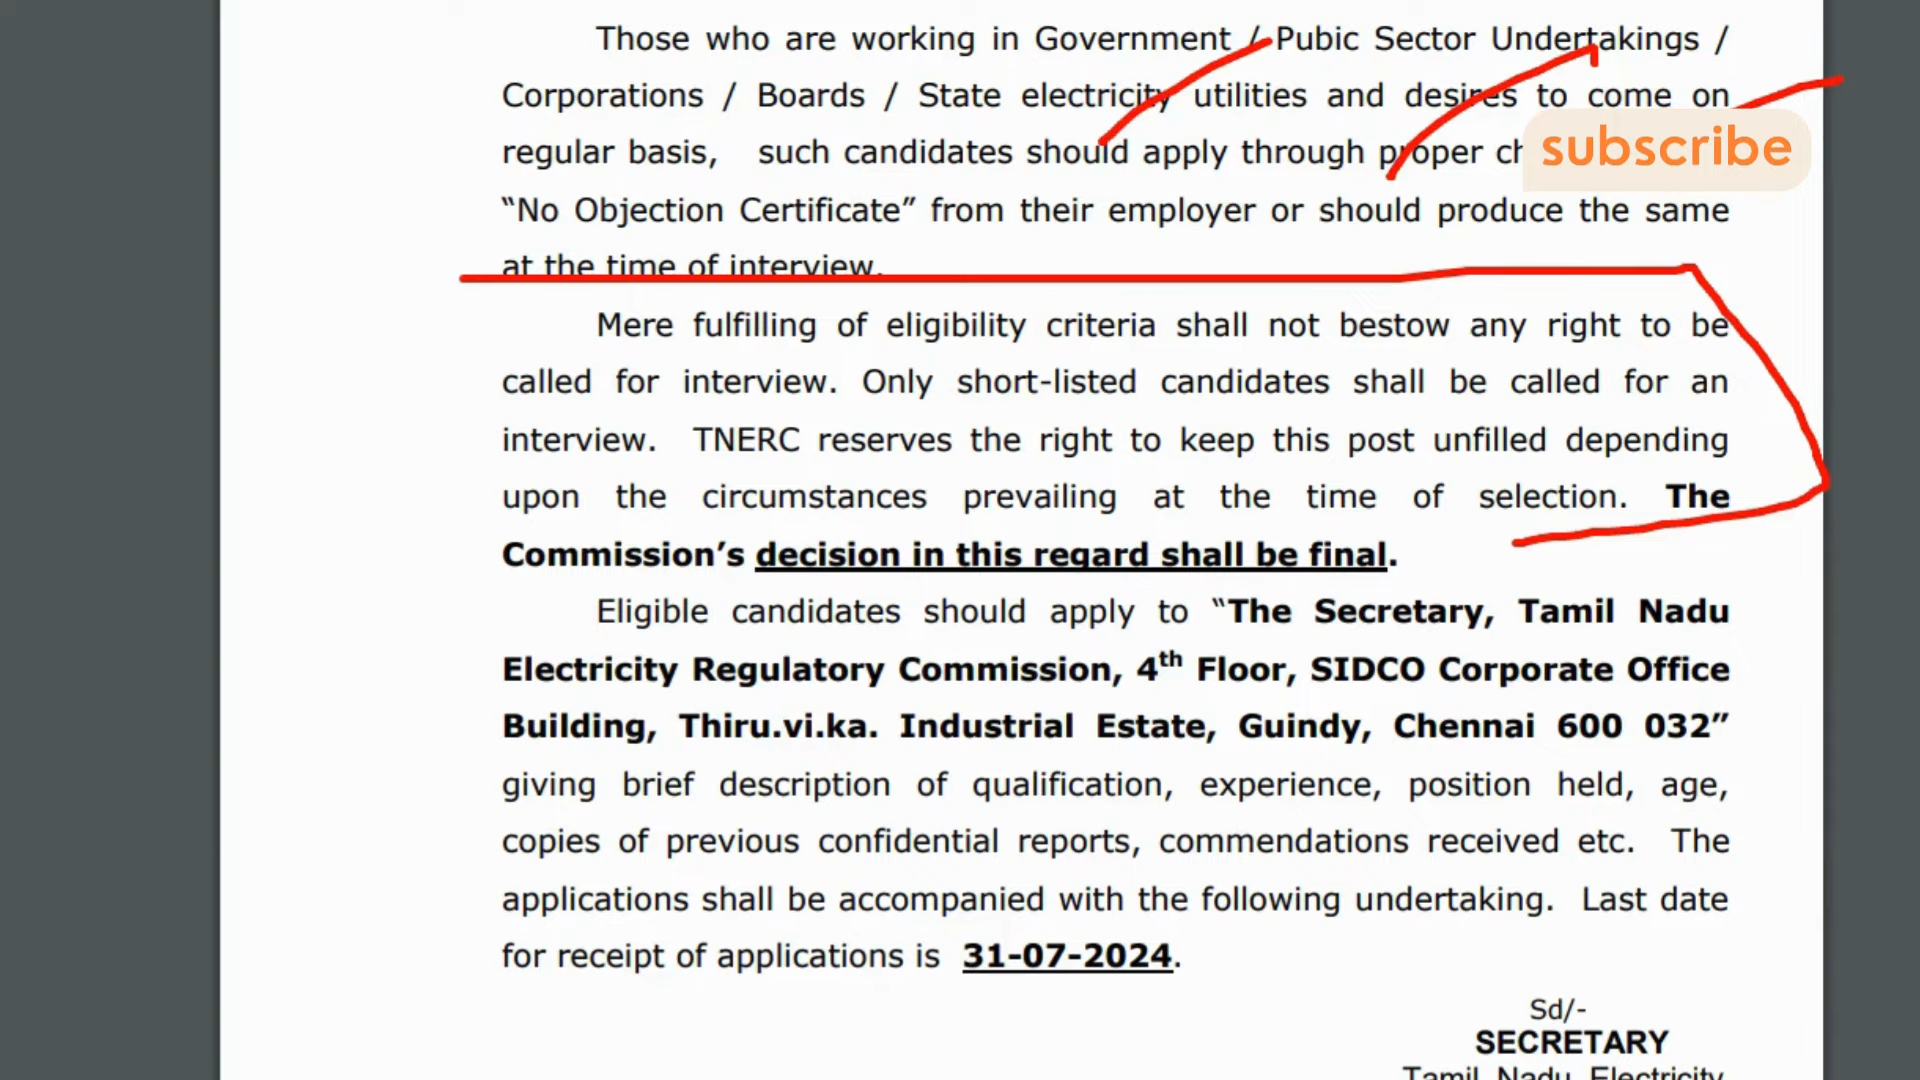 Those who are working in Government / Pubic Sector Undertakings /
Corporations / Boards / State electricity utilities and desires to come on
regular basis, such candidates should apply through proper
subscribe
“No Objection Certificate” from their employer or should produce the same
at the time of interview.
Mere fulfilling of eligibility criteria shall not bestow any right to be
called for interview. Only short-listed candidates shall be called for an
interview. TNERC reserves the right to keep this post unfilled depending
upon the circumstances prevailing at the time of selection. The
Commission’s decision in this regard shall be final.
Eligible candidates should apply to “The Secretary, Tamil Nadu
Electricity Regulatory Commission, 4th Floor, SIDCO Corporate Office
Building, Thiru.vi.ka. Industrial Estate, Guindy, Chennai 600 032”
giving brief description of qualification, experience, position held, age,
copies of previous confidential reports, commendations received etc. The
applications shall be accompanied with the following undertaking. Last date
for receipt of applications is 31-07-2024.
Sd/-
SECRETARY
Tamil Nadu Electricity